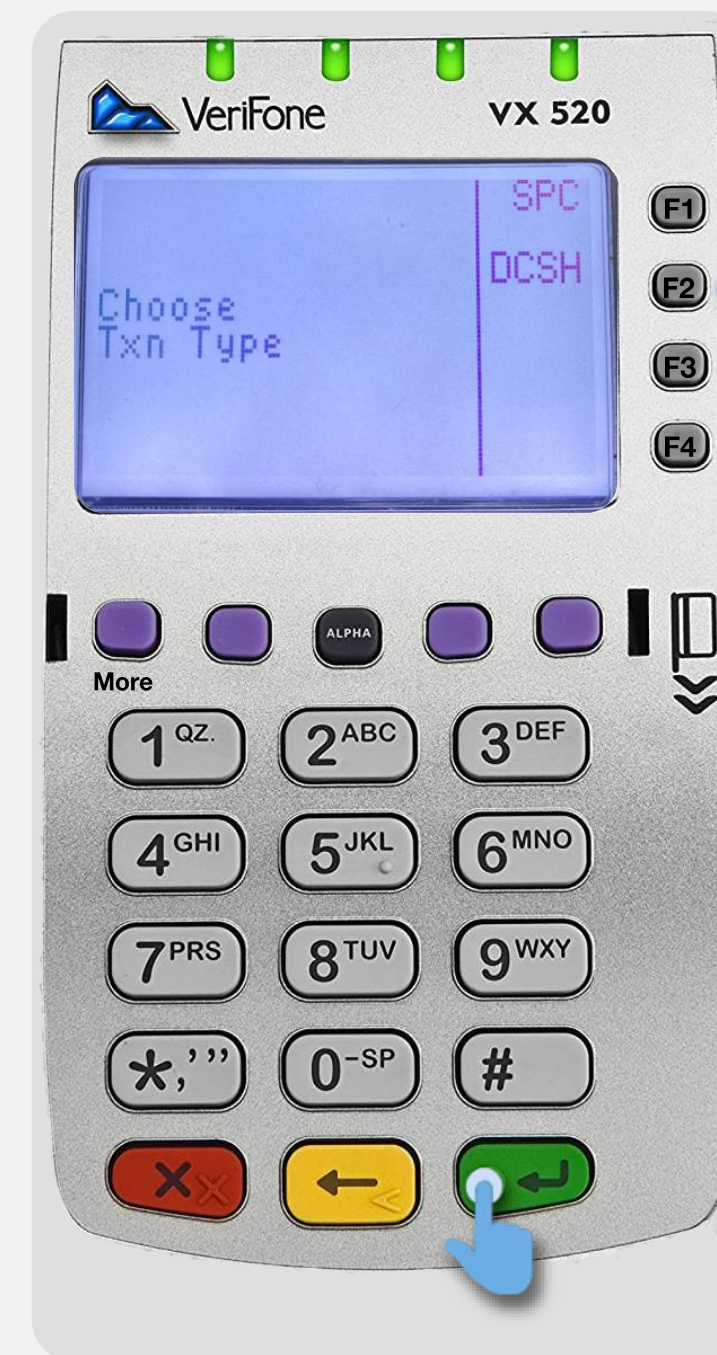 VeriFone VX 520
SPC
F1
DCSH
F2
Choose
Txn Type
F3
F4
ALPHA
More
1 QZ. 2 ABC 3 DEF
4 GHI 5 JKL 6 MNO
7 PRS 8 TUV 9 WXY
*,'" 0 -SP #